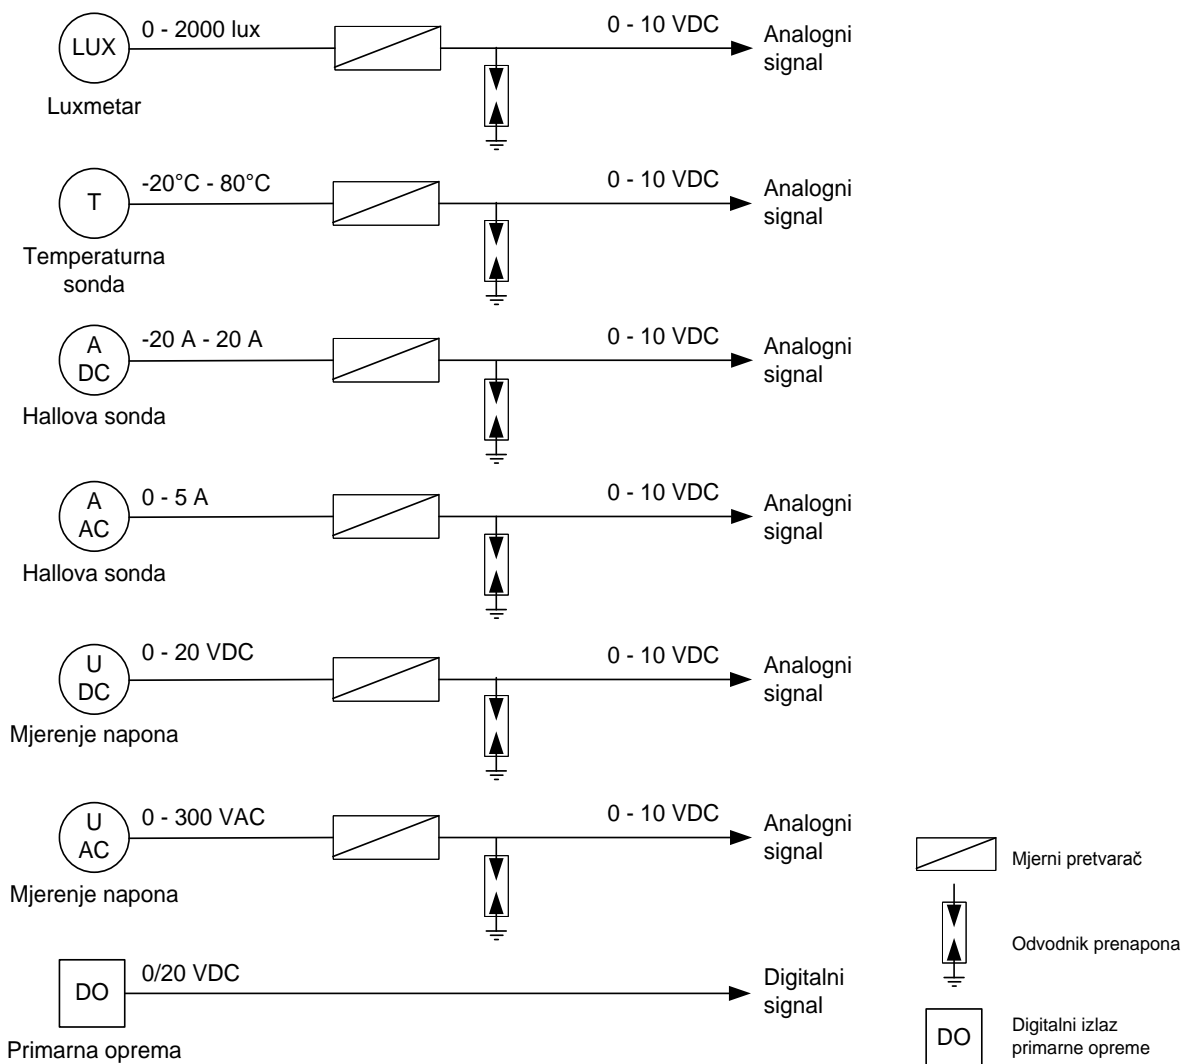 LUX
0 - 2000 lux
0 - 10 VDC
Analogni
signal
Luxmetar
T
-20°C - 80°C
0 - 10 VDC
Analogni
signal
Temperaturna
sonda
A
DC
-20 A - 20 A
0 - 10 VDC
Analogni
signal
Hallova sonda
A
AC
0 - 5 A
0 - 10 VDC
Analogni
signal
Hallova sonda
U
DC
0 - 20 VDC
0 - 10 VDC
Analogni
signal
Mjerenje napona
U
AC
0 - 300 VAC
0 - 10 VDC
Analogni
signal
Mjerenje napona
DO
0/20 VDC
Digitalni
signal
Primarna oprema
Mjerni pretvarač
Odvodnik prenapona
DO
Digitalni izlaz
primarne opreme